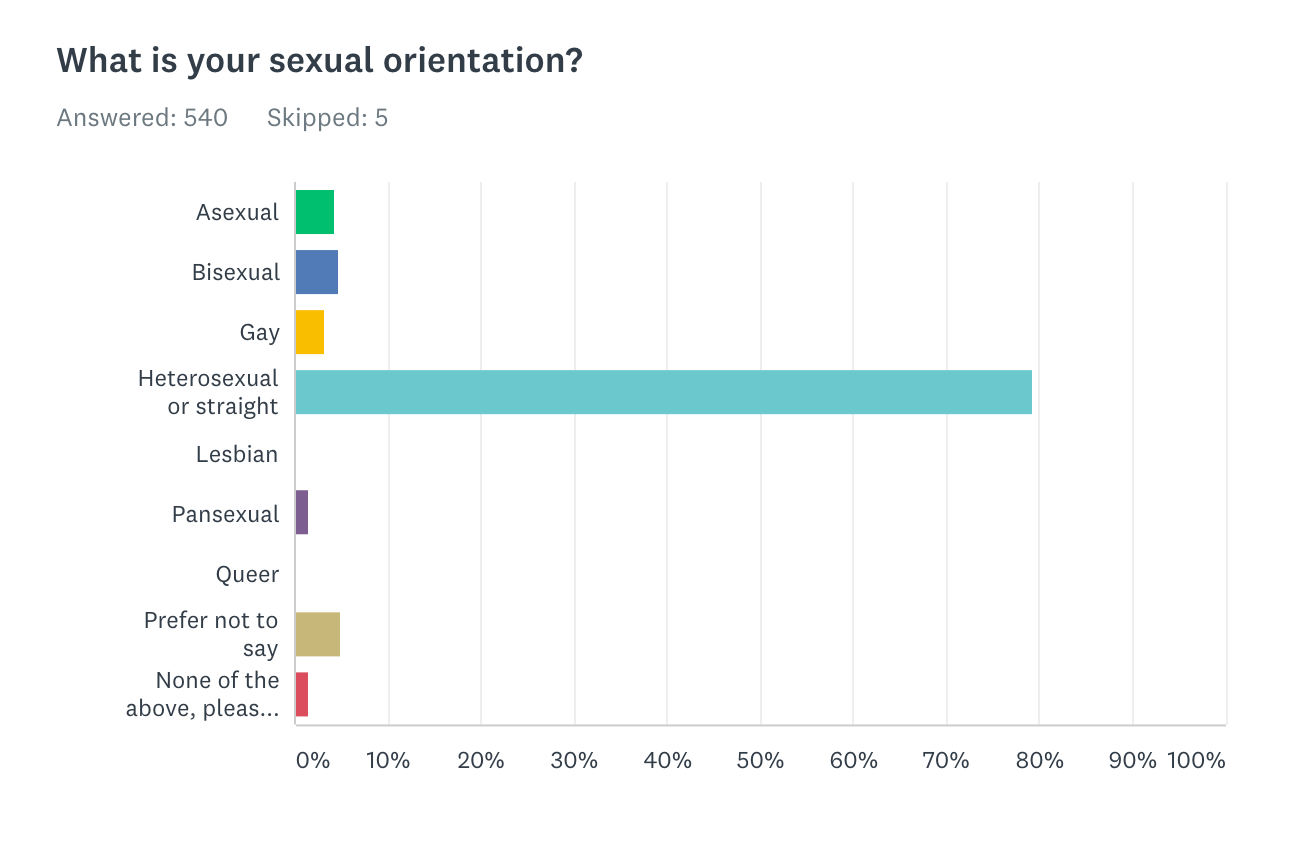 What is your sexual orientation?
Answered: 540 Skipped: 5
Asexual
Bisexual
Gay
Heterosexual
or straight
Lesbian
Pansexual
Queer
Prefer not to
say
None of the
above, pleas...
0% 10% 20% 30% 40% 50% 60% 70% 80% 90% 100%